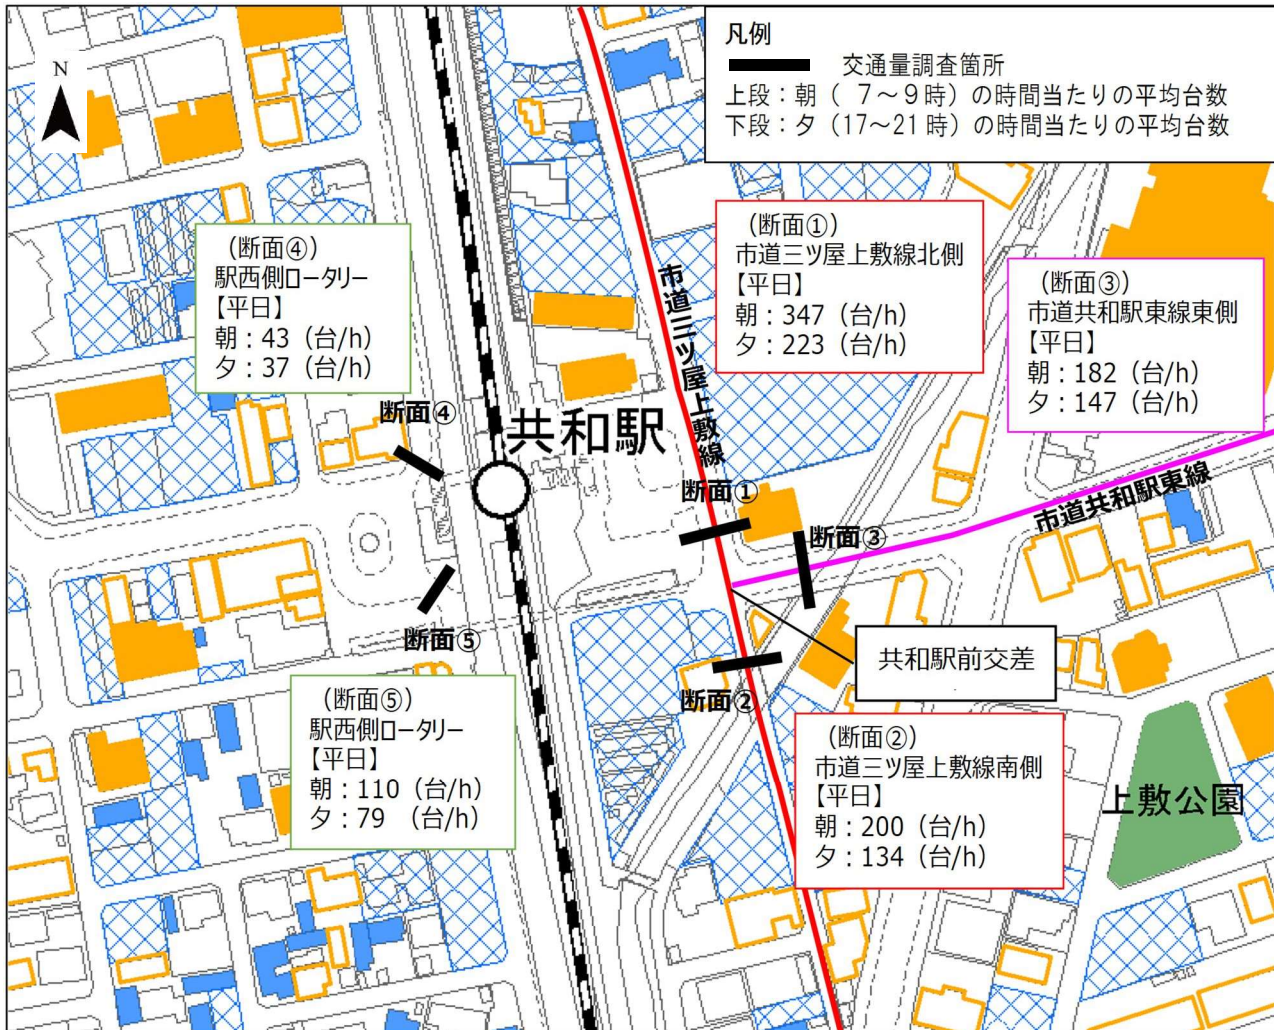 凡例
交通量調査箇所
上段：朝（ 7～9時）の時間当たりの平均台数
下段：夕（17～21時）の時間当たりの平均台数
N
（断面④）
駅西側ロータリー
【平日】
朝：43（台/h）
夕：37（台/h）
（断面①）
市道三ツ屋上敷線北側
【平日】
朝：347（台/h）
夕：223（台/h）
（断面③）
市道共和駅東線東側
【平日】
朝：182（台/h）
夕：147（台/h）
市道三ツ屋上敷線
断面④
共和駅
断面①
市道共和駅東線
断面③
断面⑤
共和駅前交差
断面②
（断面⑤）
駅西側ロータリー
【平日】
朝：110（台/h）
夕：79 （台/h）
（断面②）
市道三ツ屋上敷線南側
【平日】
朝：200（台/h）
夕：134（台/h）
上敷公園